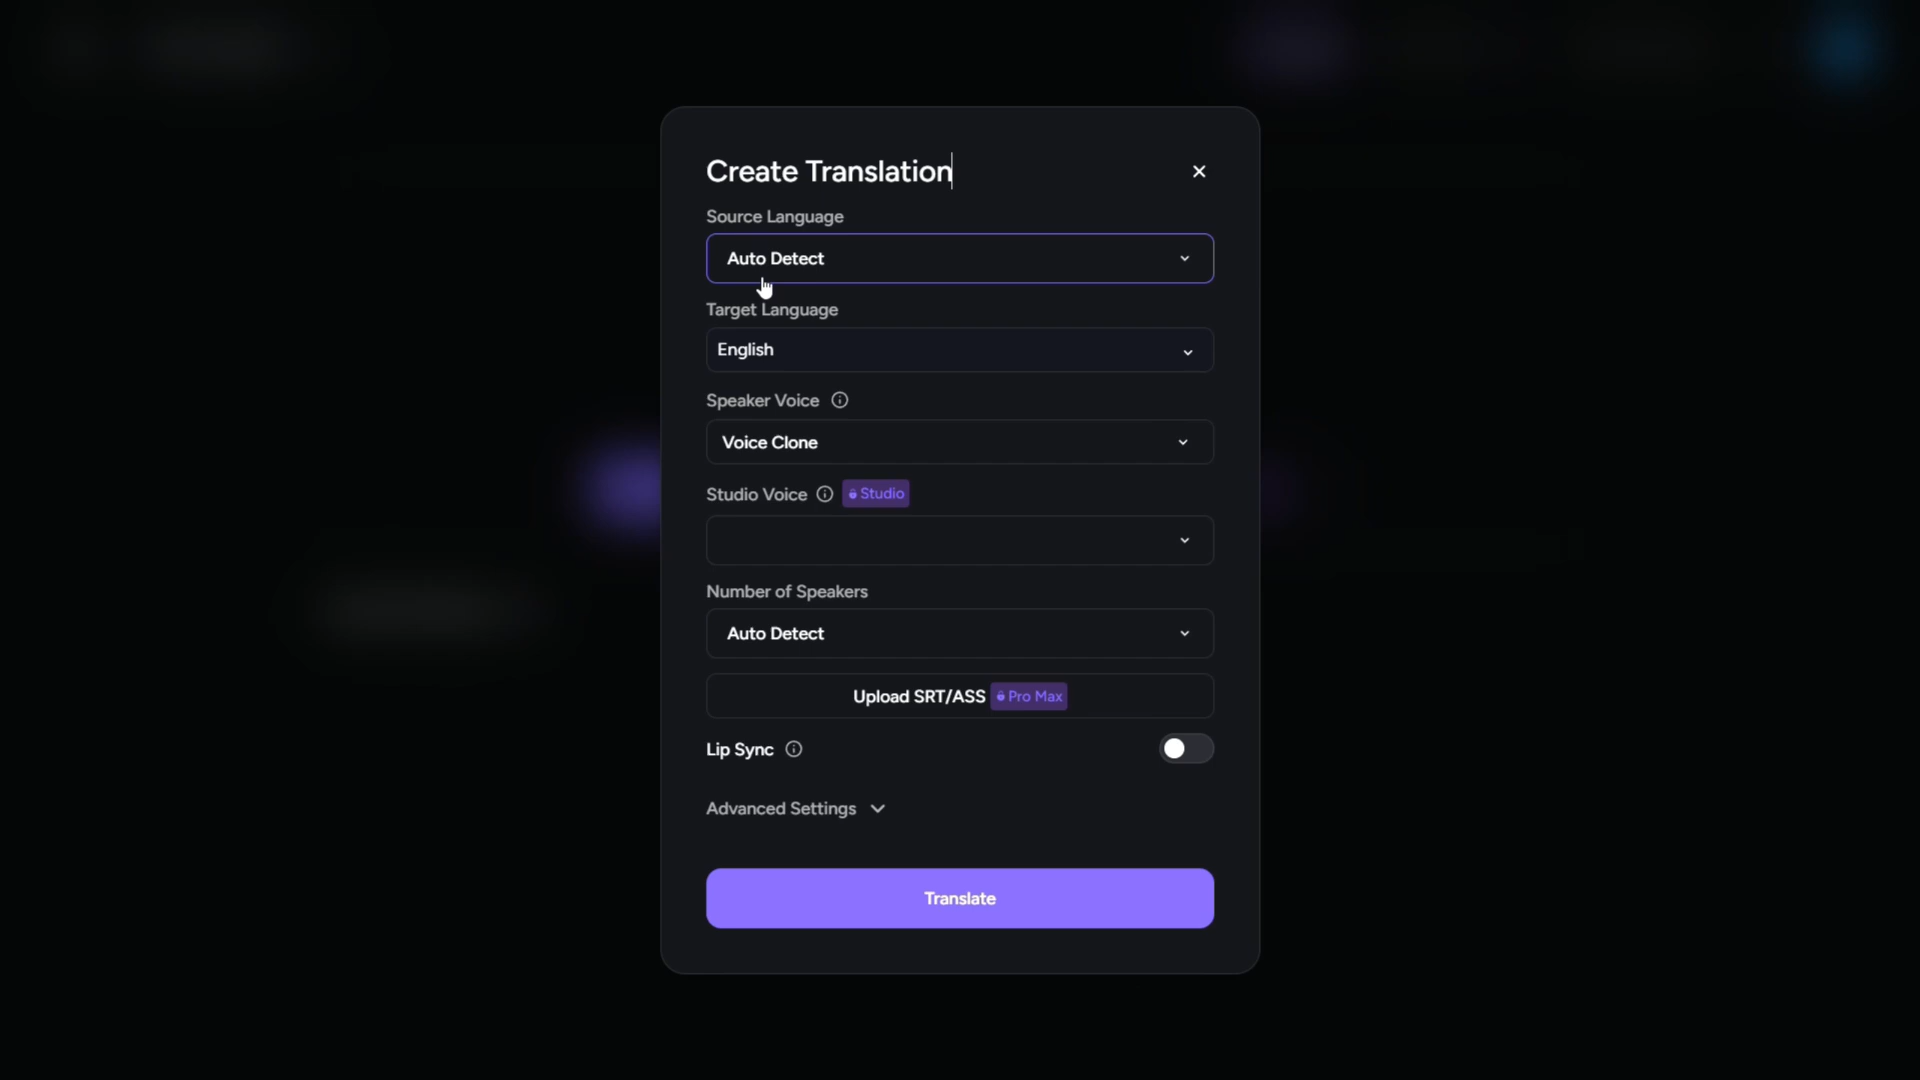 Create Translation
Source Language
Auto Detect
Target Language
English
Speaker Voice
Voice Clone
Studio Voice Studio
Number of Speakers
Auto Detect
Upload SRT/ASS Pro Max
Lip Sync
Advanced Settings
Translate